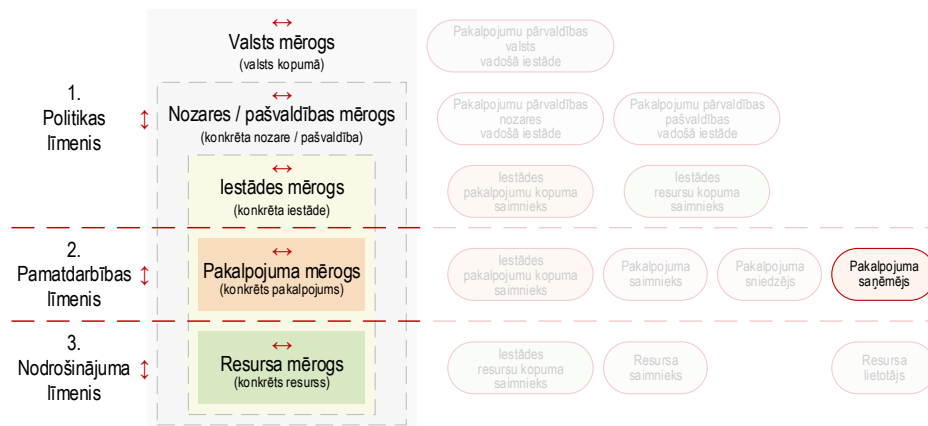 Valsts mērogs
(valsts kopumā)
Pakalpojumu pārvaldības
valsts
vadošā iestāde
1.
Politikas
līmenis
Nozares / pašvaldības mērogs
(konkrēta nozare / pašvaldība)
Pakalpojumu pārvaldības
nozares
vadošā iestāde
Pakalpojumu pārvaldības
pašvaldības
vadošā iestāde
Iestādes mērogs
(konkrēta iestāde)
Iestādes
pakalpojumu kopuma
saimnieks
Iestādes
resursu kopuma
saimnieks
2.
Pamatdarbības
līmenis
Pakalpojuma mērogs
(konkrēts pakalpojums)
Iestādes
pakalpojumu kopuma
saimnieks
Pakalpojuma
saimnieks
Pakalpojuma
sniedzējs
Pakalpojuma
saņēmējs
3.
Nodrošinājuma
līmenis
Resursa mērogs
(konkrēts resurss)
Iestādes
resursu kopuma
saimnieks
Resursa
saimnieks
Resursa
lietotājs